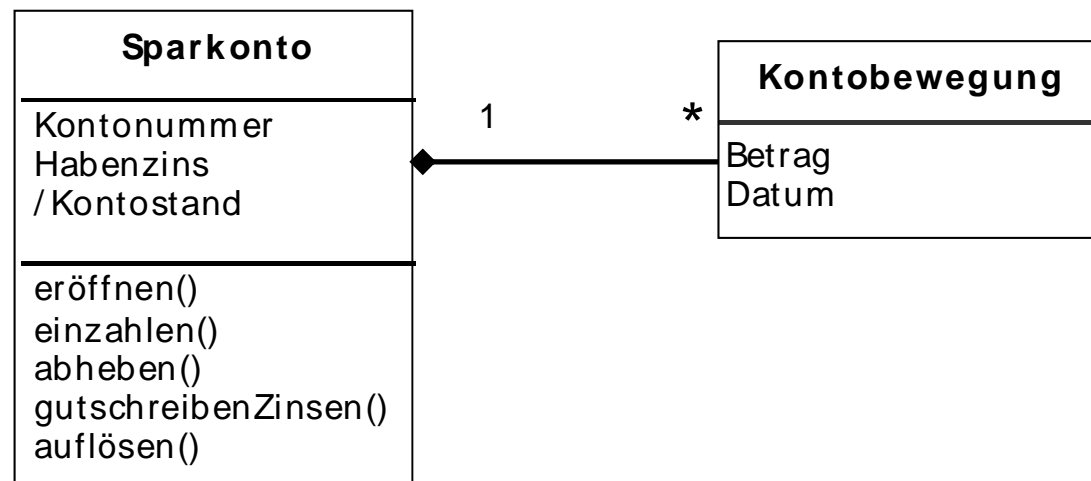 Sparkonto
Kontonummer
Habenzins
/Kontostand
eröffnen()
einzahlen()
abheben()
gutschreibenZinsen()
auflösen()
1
*
Kontobewegung
Betrag
Datum